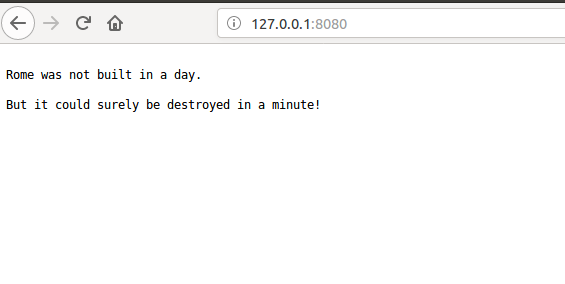 127.0.0.1:8080
Rome was not built in a day.
But it could surely be destroyed in a minute!